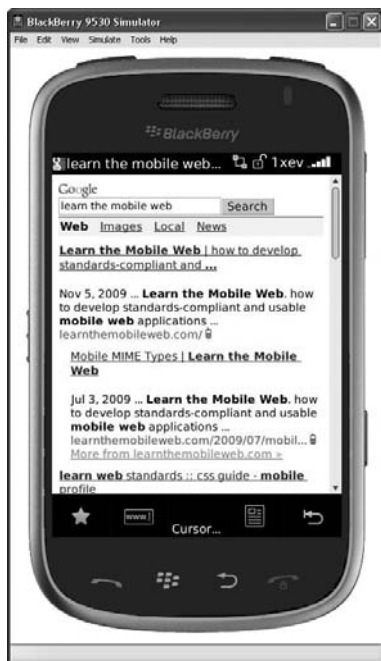 BlackBerry 9530 Simulator
File Edit View Simulate Tools Help
BlackBerry
learn the mobile web... 1xev
Google
learn the mobile web Search
Web Images Local News
Learn the Mobile Web | how to develop
standards-compliant and ...
Nov 5, 2009 ... Learn the Mobile Web. how
to develop standards-compliant and usable
mobile web applications ...
learnthemobileweb.com/
Mobile MIME Types | Learn the Mobile
Web
Jul 3, 2009 ... Learn the Mobile Web. how
to develop standards-compliant and usable
mobile web applications ...
learnthemobileweb.com/2009/07/mobil...
More from learnthemobileweb.com »
learn web standards :: css guide - mobile
profile
www
Cursor...